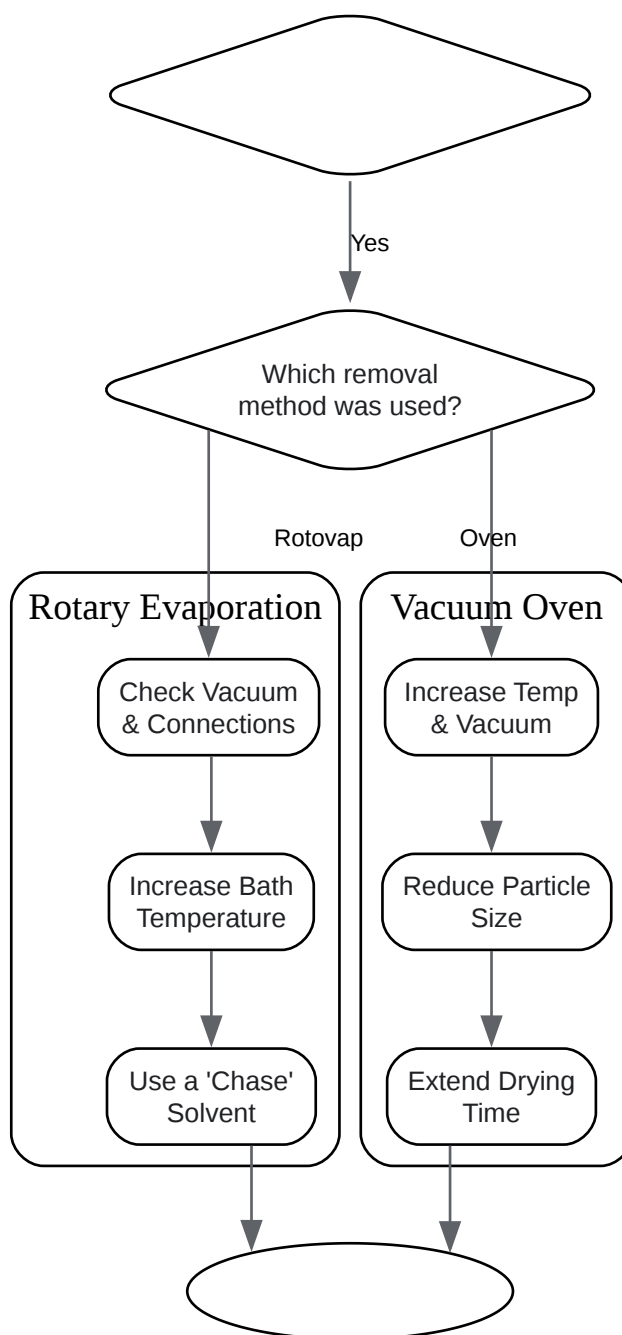 Yes
Which removal
method was used?
Rotovap
Oven
Rotary Evaporation
Vacuum Oven
Check Vacuum
& Connections
Increase Temp
& Vacuum
Increase Bath
Temperature
Reduce Particle
Size
Use a 'Chase'
Solvent
Extend Drying
Time